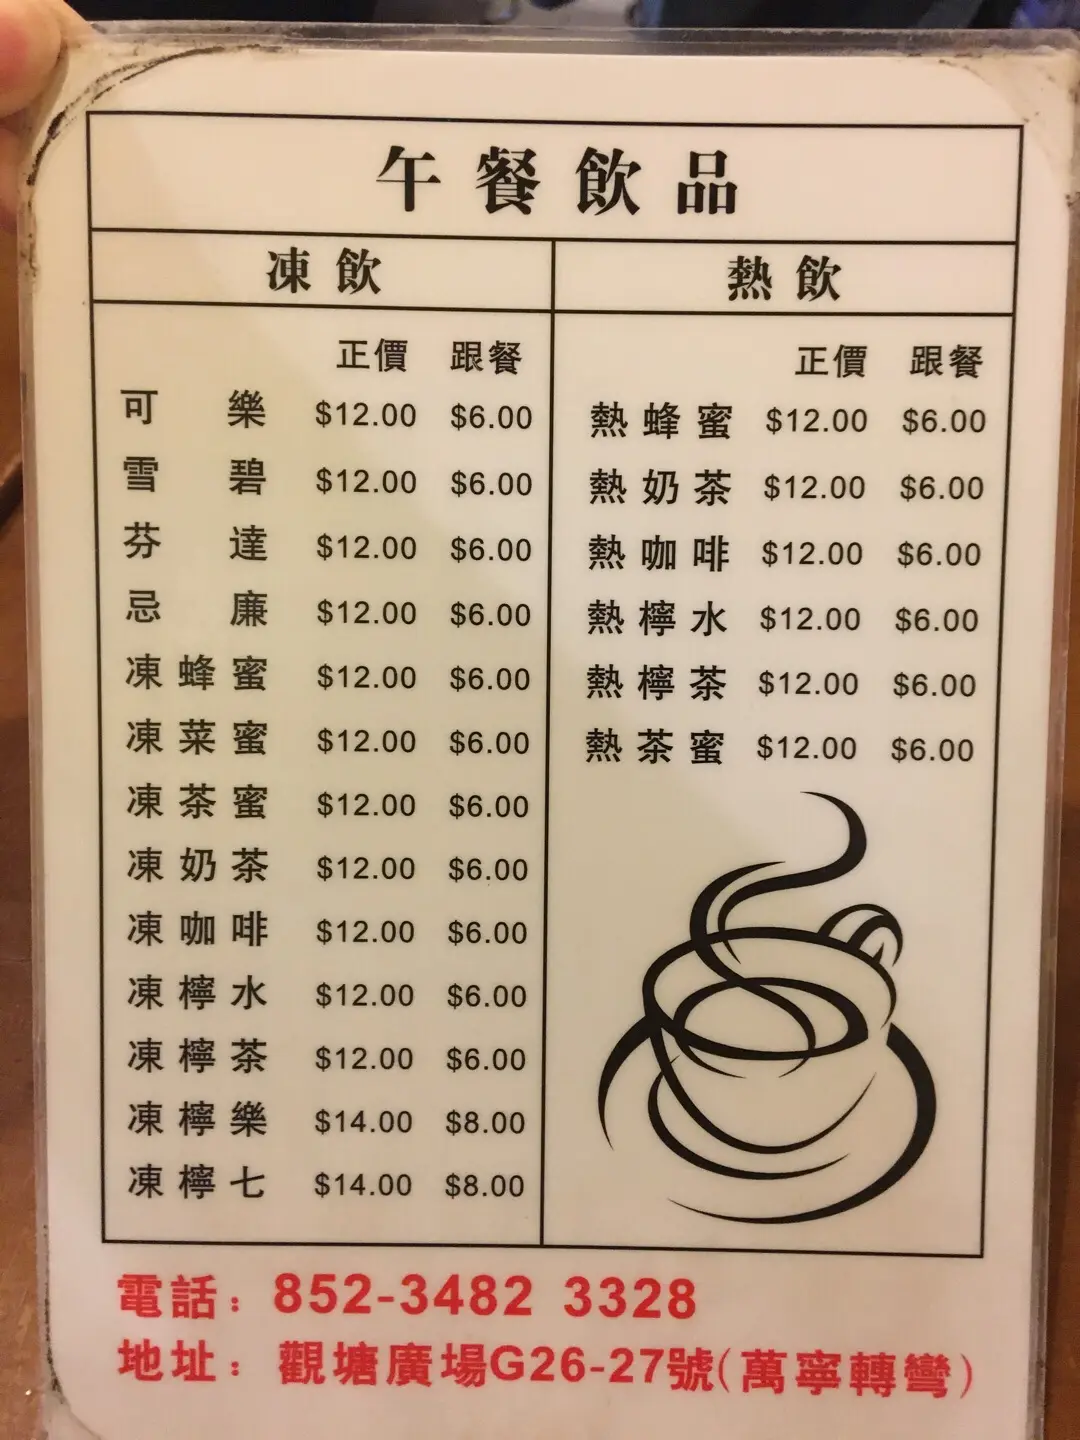 午餐飲品
凍飲
正價 跟餐
可樂 $12.00 $6.00
雪碧 $12.00 $6.00
芬達 $12.00 $6.00
忌廉 $12.00 $6.00
凍蜂蜜 $12.00 $6.00
凍菜蜜 $12.00 $6.00
凍茶蜜 $12.00 $6.00
凍奶茶 $12.00 $6.00
凍咖啡 $12.00 $6.00
凍檸水 $12.00 $6.00
凍檸茶 $12.00 $6.00
凍檸樂 $14.00 $8.00
凍檸七 $14.00 $8.00
熱飲
正價 跟餐
熱蜂蜜 $12.00 $6.00
熱奶茶 $12.00 $6.00
熱咖啡 $12.00 $6.00
熱檸水 $12.00 $6.00
熱檸茶 $12.00 $6.00
熱茶蜜 $12.00 $6.00
電話：852-3482 3328
地址：觀塘廣場G26-27號(萬寧轉彎)